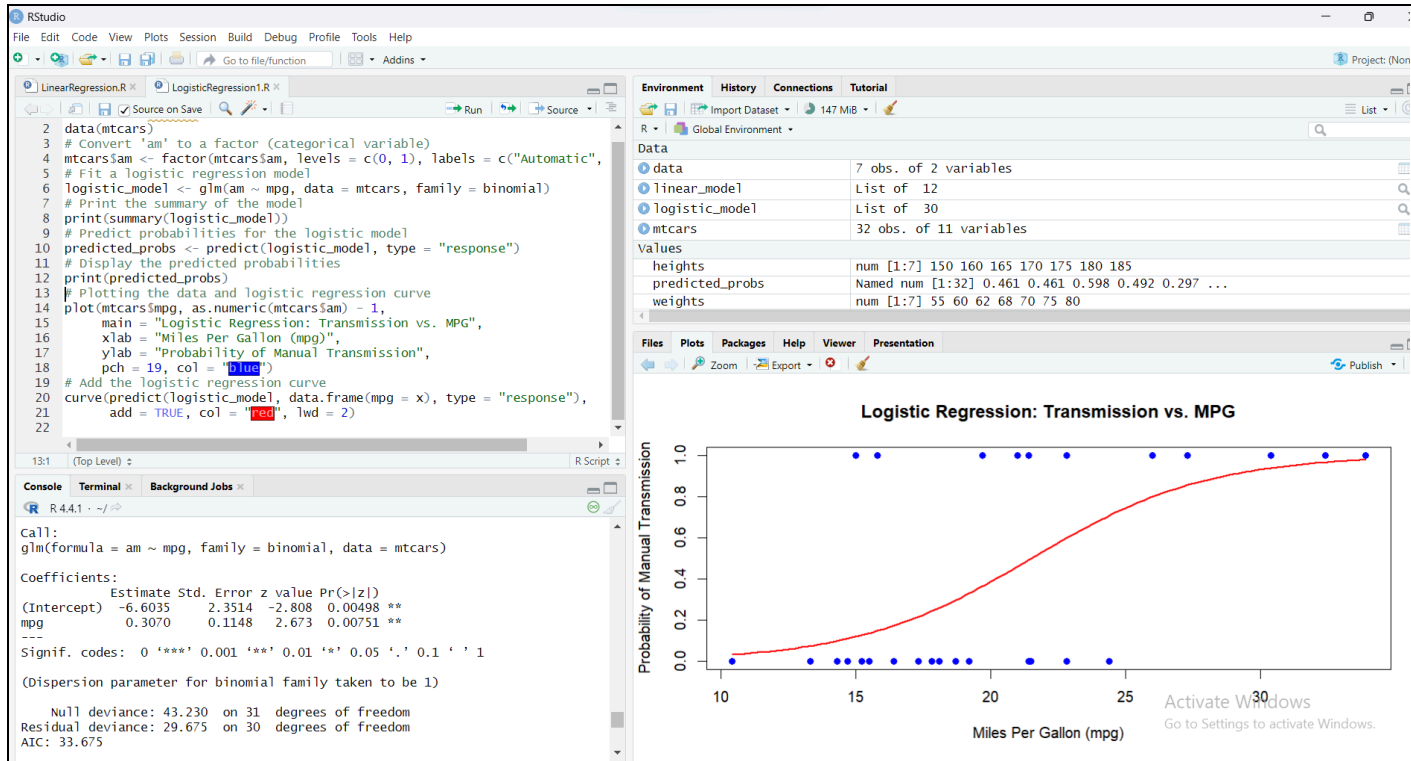 RStudio
File Edit Code View Plots Session Build Debug Profile Tools Help
Go to file/function Addins
Project: (Non
LinearRegression.R LogisticRegression1.R
Source on Save Run Source
2 data(mtcars)
3 # Convert 'am' to a factor (categorical variable)
4 mtcars$am <- factor(mtcars$am, levels = c(0, 1), labels = c("Automatic",
5 # Fit a logistic regression model
6 logistic_model <- glm(am ~ mpg, data = mtcars, family = binomial)
7 # Print the summary of the model
8 print(summary(logistic_model))
9 # Predict probabilities for the logistic model
10 predicted_probs <- predict(logistic_model, type = "response")
11 # Display the predicted probabilities
12 print(predicted_probs)
13 # Plotting the data and logistic regression curve
14 plot(mtcars$mpg, as.numeric(mtcars$am) - 1,
15 main = "Logistic Regression: Transmission vs. MPG",
16 xlab = "Miles Per Gallon (mpg)",
17 ylab = "Probability of Manual Transmission",
18 pch = 19, col = "blue")
19 # Add the logistic regression curve
20 curve(predict(logistic_model, data.frame(mpg = x), type = "response"),
21 add = TRUE, col = "red", lwd = 2)
22
13:1 (Top Level) R Script
Console Terminal Background Jobs
R 4.4.1 · ~/
Call:
glm(formula = am ~ mpg, family = binomial, data = mtcars)
Coefficients:
Estimate Std. Error z value Pr(>|z|)
(Intercept) -6.6035 2.3514 -2.808 0.00498 **
mpg 0.3070 0.1148 2.673 0.00751 **
---
Signif. codes: 0 ‘***’ 0.001 ‘**’ 0.01 ‘*’ 0.05 ‘.’ 0.1 ‘ ’ 1
(Dispersion parameter for binomial family taken to be 1)
Null deviance: 43.230 on 31 degrees of freedom
Residual deviance: 29.675 on 30 degrees of freedom
AIC: 33.675
Environment History Connections Tutorial
Import Dataset 147 MiB List
R Global Environment
Data
data 7 obs. of 2 variables
linear_model List of 12
logistic_model List of 30
mtcars 32 obs. of 11 variables
Values
heights num [1:7] 150 160 165 170 175 180 185
predicted_probs Named num [1:32] 0.461 0.461 0.598 0.492 0.297 ...
weights num [1:7] 55 60 62 68 70 75 80
Files Plots Packages Help Viewer Presentation
Zoom Export Publish
Logistic Regression: Transmission vs. MPG
Probability of Manual Transmission
1.0
0.8
0.6
0.4
0.2
0.0
10 15 20 25 30
Miles Per Gallon (mpg)
Activate Windows
Go to Settings to activate Windows.